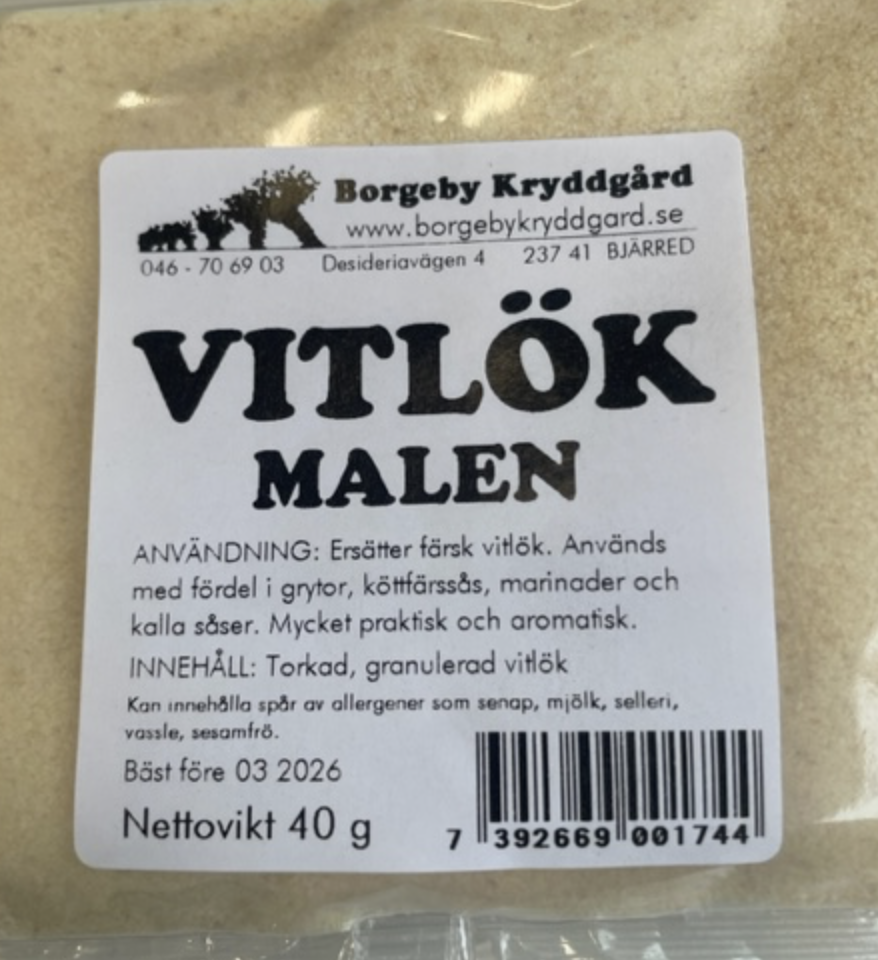 Borgeby Kryddgård
www.borgebykryddgard.se
046 - 70 69 03 Desideriavägen 4 237 41 BJÄRRED
VITLÖK
MALEN
ANVÄNDNING: Ersätter färsk vitlök. Används
med fördel i grytor, köttfärssås, marinader och
kalla såser. Mycket praktisk och aromatisk.
INNEHÅLL: Torkad, granulerad vitlök
Kan innehålla spår av allergener som senap, mjölk, selleri,
vassle, sesamfrö.
Bäst före 03 2026
Nettovikt 40 g
7 392669 001744